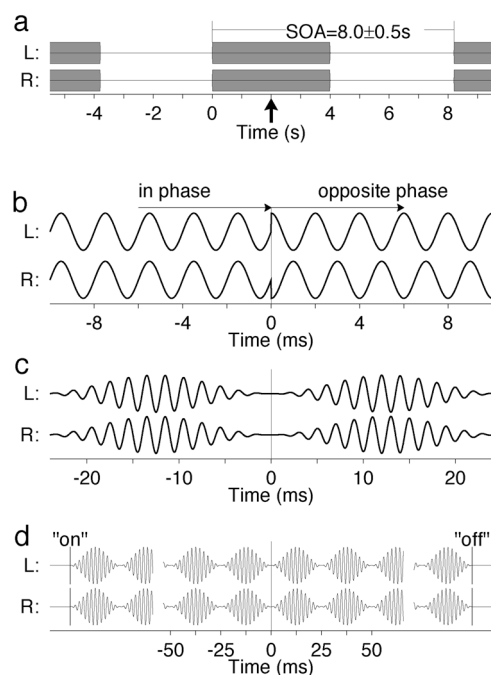 a
SOA=8.0±0.5s
L:
R:
-4 -2 0 2 4 6 8
Time (s)
b
in phase opposite phase
L:
R:
-8 -4 0 4 8
Time (ms)
c
L:
R:
-20 -10 0 10 20
Time (ms)
d
"on" "off"
L:
R:
-50 -25 0 25 50
Time (ms)